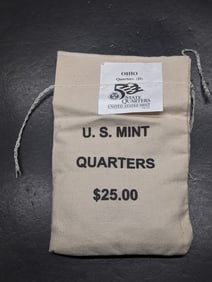 OHIO
Quarters (D)
50
STATE
QUARTERS
UNITED STATES MINT
U. S. MINT
QUARTERS
$25.00